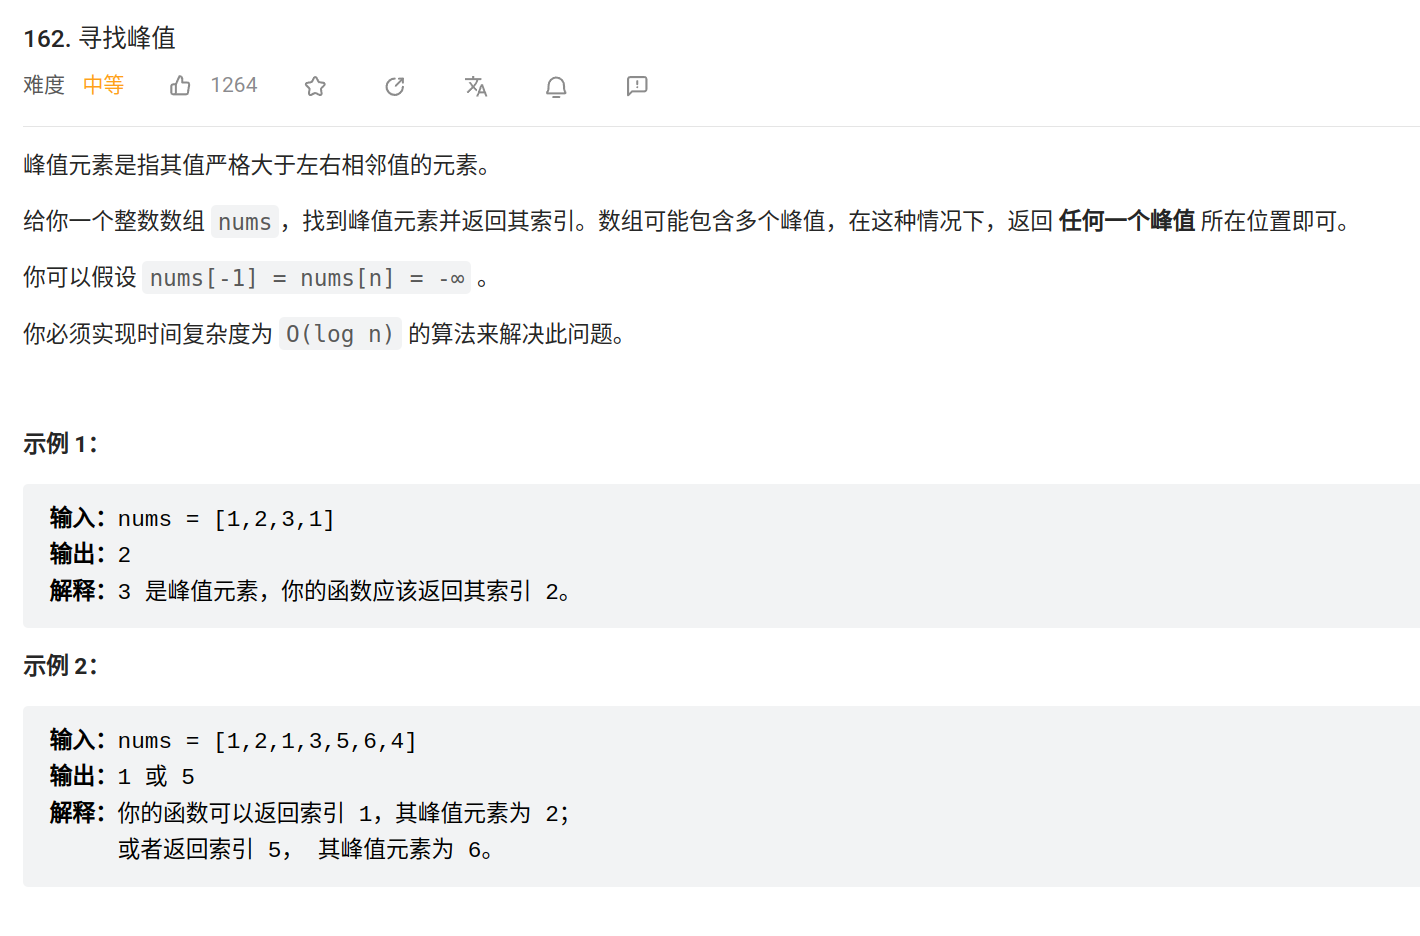 162. 寻找峰值
难度 中等 1264
峰值元素是指其值严格大于左右相邻值的元素。
给你一个整数数组 nums，找到峰值元素并返回其索引。数组可能包含多个峰值，在这种情况下，返回 任何一个峰值 所在位置即可。
你可以假设 nums[-1] = nums[n] = -∞ 。
你必须实现时间复杂度为 O(log n) 的算法来解决此问题。
示例 1：
输入：nums = [1,2,3,1]
输出：2
解释：3 是峰值元素，你的函数应该返回其索引 2。
示例 2：
输入：nums = [1,2,1,3,5,6,4]
输出：1 或 5
解释：你的函数可以返回索引 1，其峰值元素为 2；
或者返回索引 5， 其峰值元素为 6。